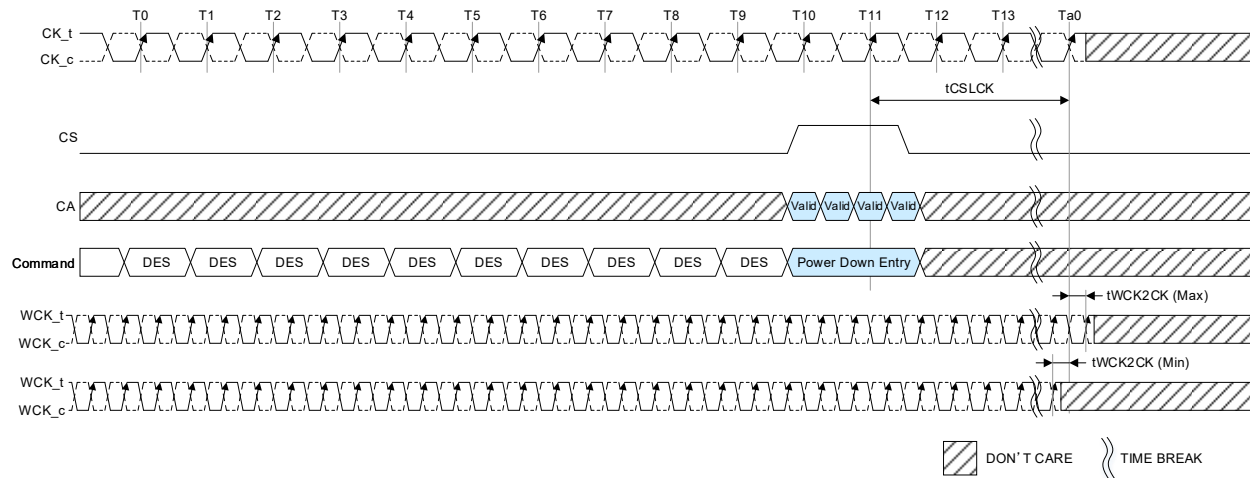 T0 T1 T2 T3 T4 T5 T6 T7 T8 T9 T10 T11 T12 T13 Ta0
CK_t
CK_c
tCSLCK
CS
CA Valid Valid Valid Valid
Command DES DES DES DES DES DES DES DES DES DES Power Down Entry
tWCK2CK (Max)
WCK_t
WCK_c
tWCK2CK (Min)
WCK_t
WCK_c
DON'T CARE TIME BREAK